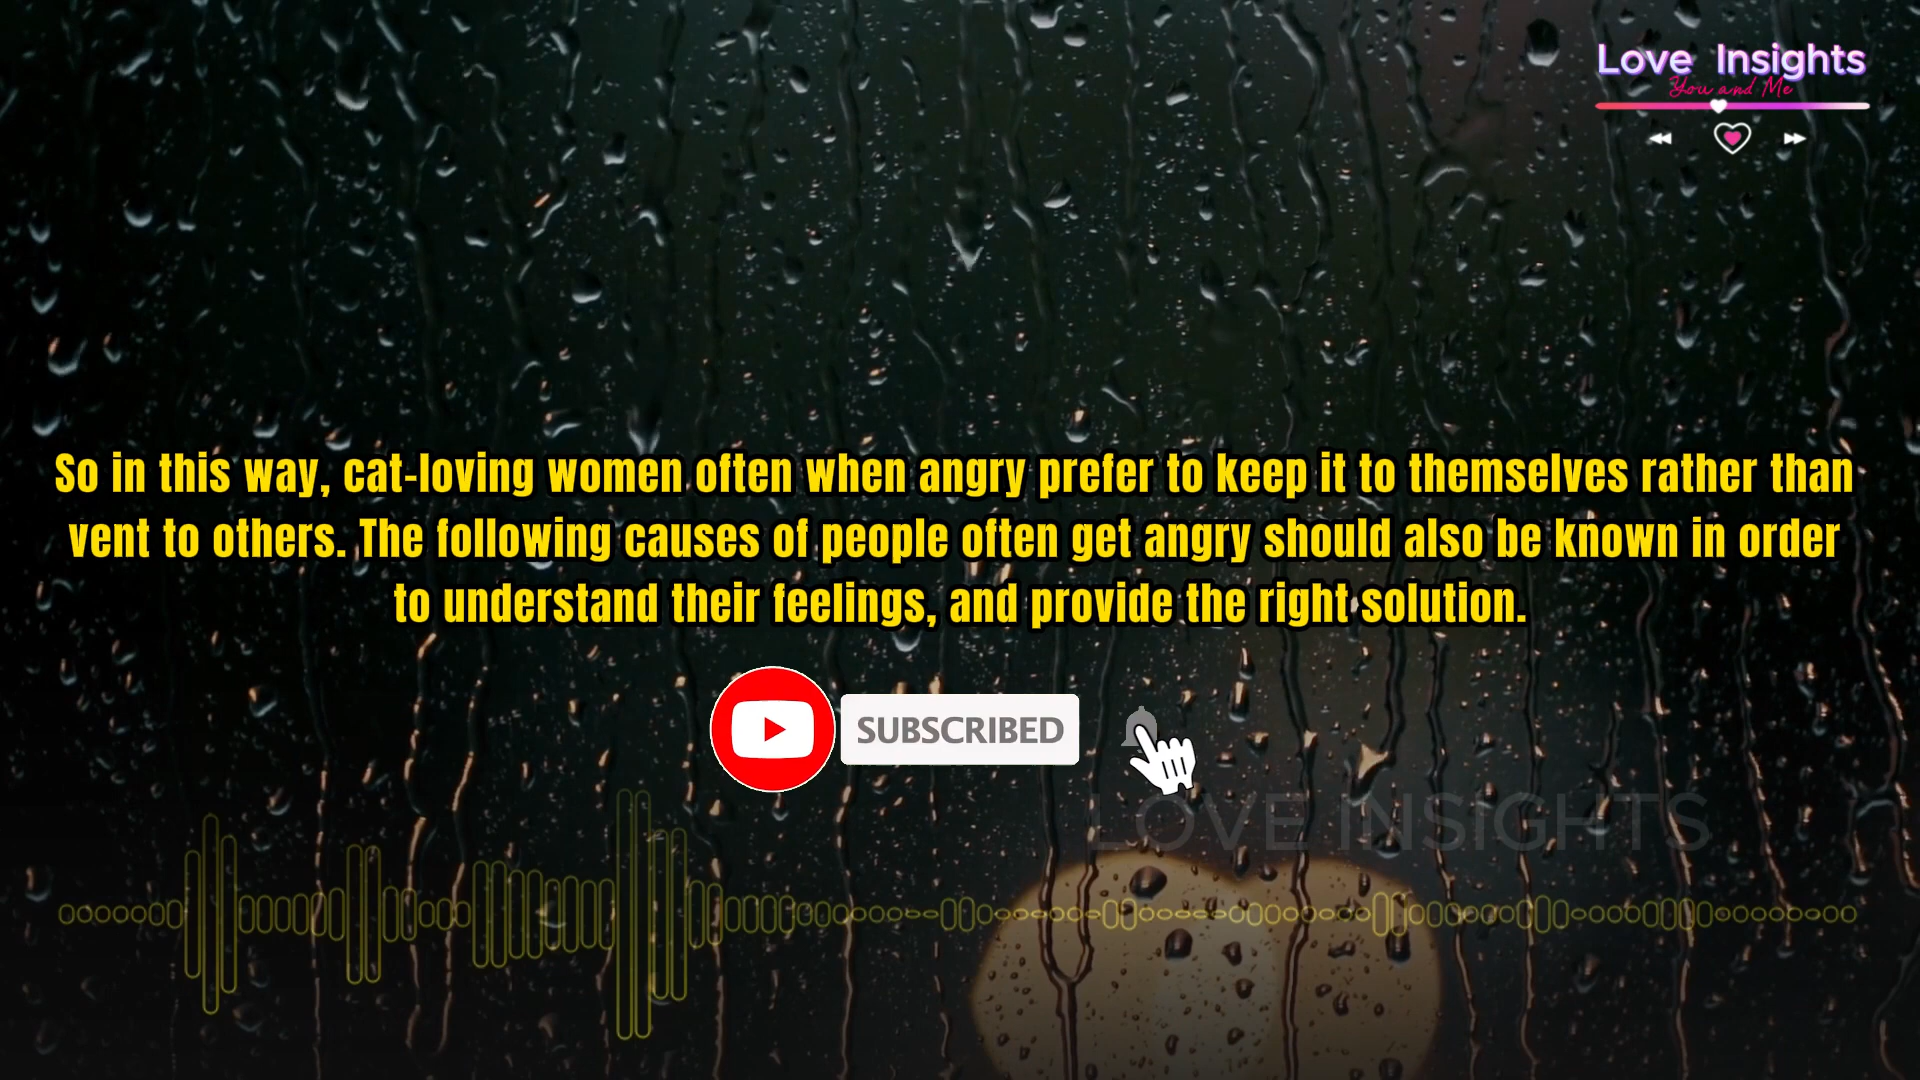 Love Insights
You and Me
So in this way, cat-loving women often when angry prefer to keep it to themselves rather than
vent to others. The following causes of people often get angry should also be known in order
to understand their feelings, and provide the right solution.
SUBSCRIBED
LOVE INSIGHTS